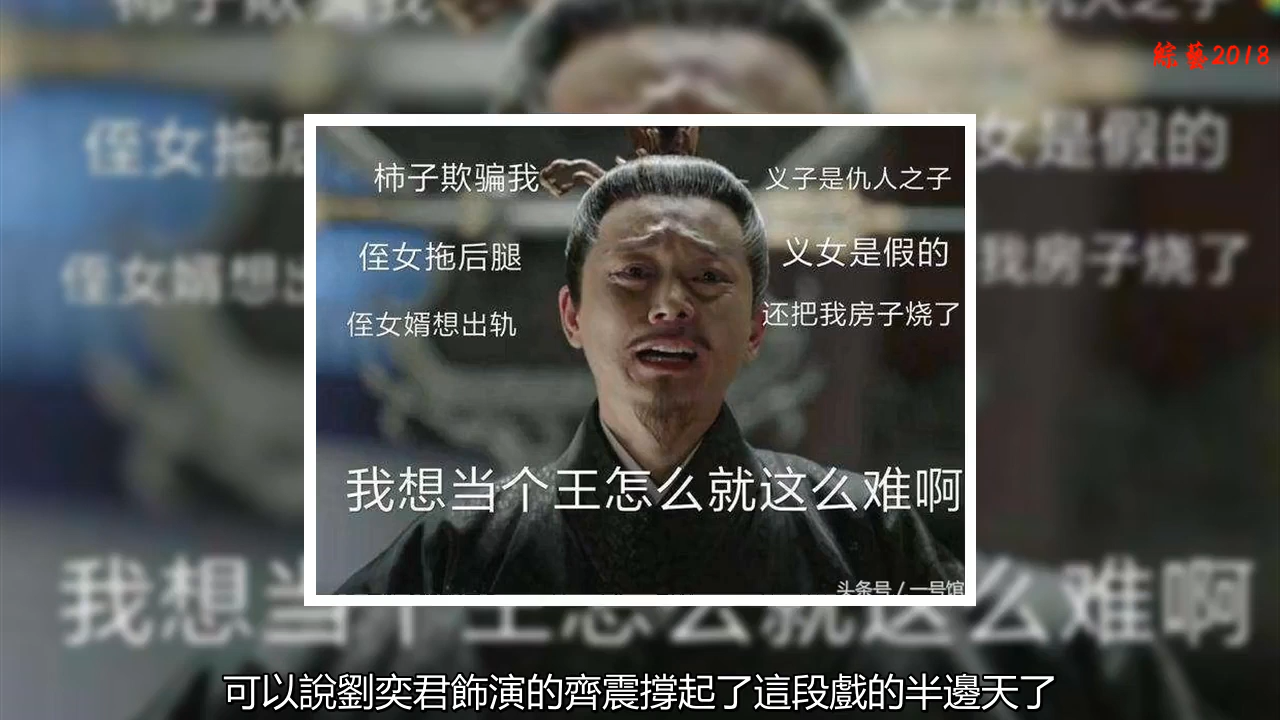 綜藝2018
柿子欺骗我
义子是仇人之子
侄女拖后腿
义女是假的
侄女婿想出轨
还把我房子烧了
我想当个王怎么就这么难啊
头条号 / 一号馆
可以說劉奕君飾演的齊震撐起了這段戲的半邊天了